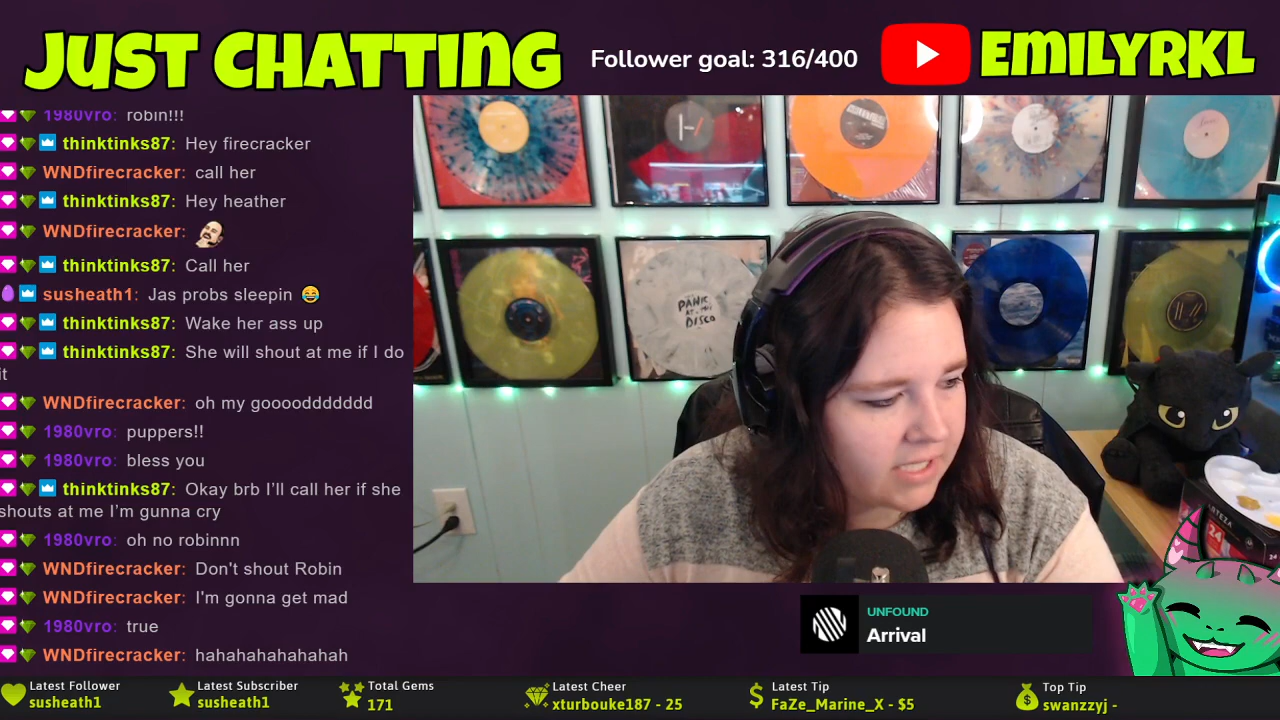 JUST CHATTING
Follower goal: 316/400
EMILYRKL
1980vro: robin!!!
thinktinks87: Hey firecracker
WNDfirecracker: call her
thinktinks87: Hey heather
WNDfirecracker:
thinktinks87: Call her
susheath1: Jas probs sleepin 😂
thinktinks87: Wake her ass up
thinktinks87: She will shout at me if I do
it
WNDfirecracker: oh my gooooddddddd
1980vro: puppers!!
1980vro: bless you
thinktinks87: Okay brb I’ll call her if she
shouts at me I’m gunna cry
1980vro: oh no robinnn
WNDfirecracker: Don't shout Robin
WNDfirecracker: I'm gonna get mad
1980vro: true
WNDfirecracker: hahahahahahah
PANIC
AT THE
DISCO
24
UNFOUND
Arrival
Latest Follower
susheath1
Latest Subscriber
susheath1
Total Gems
171
Latest Cheer
xturbouke187 - 25
Latest Tip
FaZe_Marine_X - $5
Top Tip
swanzzyj -